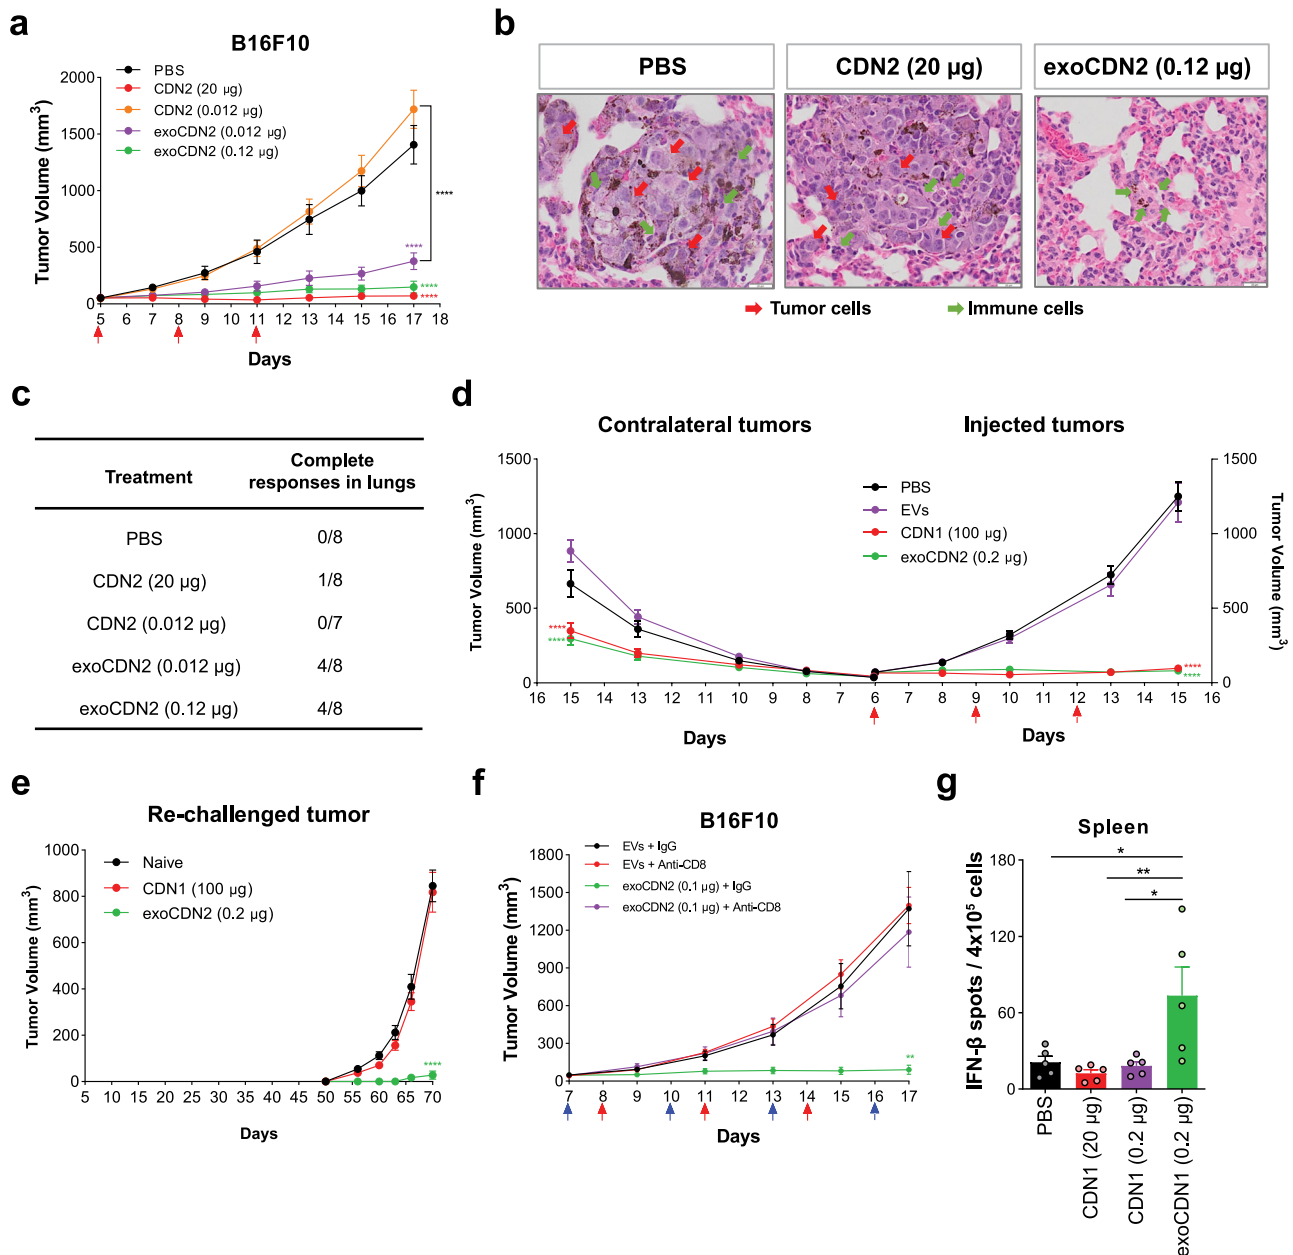 a
B16F10
PBS
CDN2 (20 µg)
CDN2 (0.012 µg)
exoCDN2 (0.012 µg)
exoCDN2 (0.12 µg)
Tumor Volume (mm³)
2000
1500
1000
500
0
****
****
****
****
5 6 7 8 9 10 11 12 13 14 15 16 17 18
Days
b
PBS
CDN2 (20 µg)
exoCDN2 (0.12 µg)
Tumor cells
Immune cells
c
Treatment
Complete
responses in lungs
PBS 0/8
CDN2 (20 µg) 1/8
CDN2 (0.012 µg) 0/7
exoCDN2 (0.012 µg) 4/8
exoCDN2 (0.12 µg) 4/8
d
Contralateral tumors
Injected tumors
PBS
EVs
CDN1 (100 µg)
exoCDN2 (0.2 µg)
Tumor Volume (mm³)
1500
1000
500
0
****
****
16 15 14 13 12 11 10 9 8 7 6 7 8 9 10 11 12 13 14 15 16
Days
Days
1500
1000
500
0
****
****
Tumor Volume (mm³)
e
Re-challenged tumor
Naive
CDN1 (100 µg)
exoCDN2 (0.2 µg)
Tumor Volume (mm³)
1000
800
600
400
200
0
****
5 10 15 20 25 30 35 40 45 50 55 60 65 70
Days
f
B16F10
EVs + IgG
EVs + Anti-CD8
exoCDN2 (0.1 µg) + IgG
exoCDN2 (0.1 µg) + Anti-CD8
Tumor Volume (mm³)
1800
1500
1200
900
600
300
0
**
7 8 9 10 11 12 13 14 15 16 17
Days
g
Spleen
IFN-β spots / 4x10⁵ cells
180
120
60
0
*
**
*
PBS
CDN1 (20 µg)
CDN1 (0.2 µg)
exoCDN1 (0.2 µg)